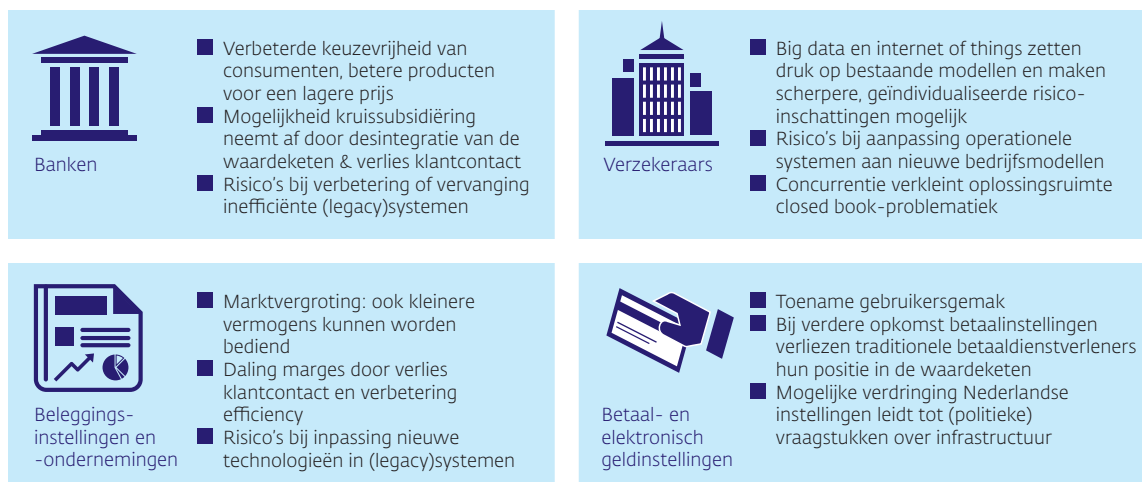 Banken
Verbeterde keuzevrijheid van
consumenten, betere producten
voor een lagere prijs
Mogelijkheid kruissubsidiëring
neemt af door desintegratie van de
waardeketen & verlies klantcontact
Risico's bij verbetering of vervanging
inefficiënte (legacy)systemen
Verzekeraars
Big data en internet of things zetten
druk op bestaande modellen en maken
scherpere, geïndividualiseerde risico-
inschattingen mogelijk
Risico's bij aanpassing operationele
systemen aan nieuwe bedrijfsmodellen
Concurrentie verkleint oplossingsruimte
closed book-problematiek
Beleggings-
instellingen en
-ondernemingen
Marktvergroting: ook kleinere
vermogens kunnen worden
bediend
Daling marges door verlies
klantcontact en verbetering
efficiency
Risico's bij inpassing nieuwe
technologieën in (legacy)systemen
Betaal- en
elektronisch
geldinstellingen
Toename gebruikersgemak
Bij verdere opkomst betaalinstellingen
verliezen traditionele betaaldienstverleners
hun positie in de waardeketen
Mogelijke verdringing Nederlandse
instellingen leidt tot (politieke)
vraagstukken over infrastructuur